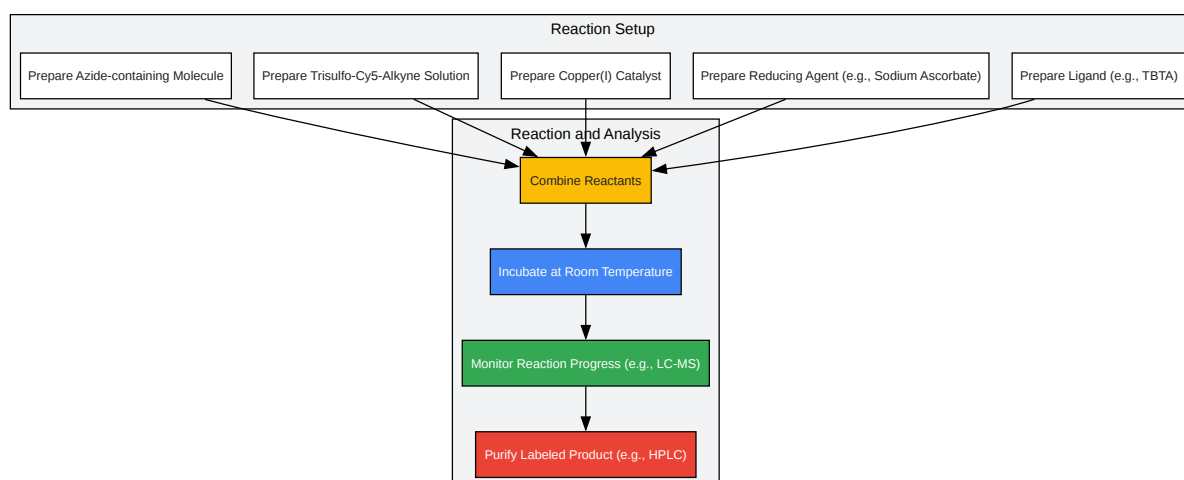 Reaction Setup
Prepare Azide-containing Molecule
Prepare Trisulfo-Cy5-Alkyne Solution
Prepare Copper(I) Catalyst
Prepare Reducing Agent (e.g., Sodium Ascorbate)
Prepare Ligand (e.g., TBTA)
Reaction and Analysis
Combine Reactants
Incubate at Room Temperature
Monitor Reaction Progress (e.g., LC-MS)
Purify Labeled Product (e.g., HPLC)